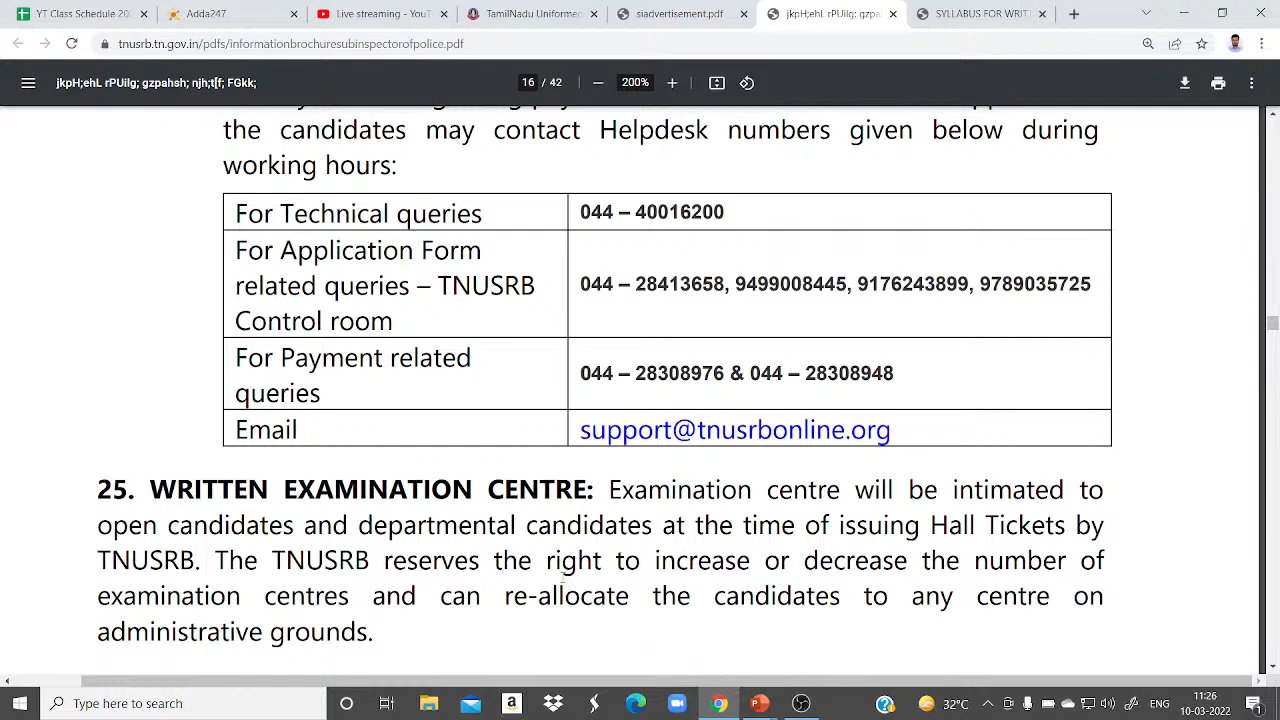 YT Class Schedule 202
Adda247
Live streaming - YouT
TamilNadu Uniformed
siadvertisement.pdf
jkpH;ehL rPUilg; gzpa
SYLLABUS FOR WRIT
tnusrb.tn.gov.in/pdfs/informationbrochuresubinspectorofpolice.pdf
jkpH;ehL rPUilg; gzpahsh; njh;t[f; FGkk;
16 / 42
200%
the candidates may contact Helpdesk numbers given below during
working hours:
For Technical queries
044 – 40016200
For Application Form
related queries – TNUSRB
Control room
044 – 28413658, 9499008445, 9176243899, 9789035725
For Payment related
queries
044 – 28308976 & 044 – 28308948
Email
support@tnusrbonline.org
25. WRITTEN EXAMINATION CENTRE: Examination centre will be intimated to
open candidates and departmental candidates at the time of issuing Hall Tickets by
TNUSRB. The TNUSRB reserves the right to increase or decrease the number of
examination centres and can re-allocate the candidates to any centre on
administrative grounds.
Type here to search
32°C
ENG
11:26
10-03-2022